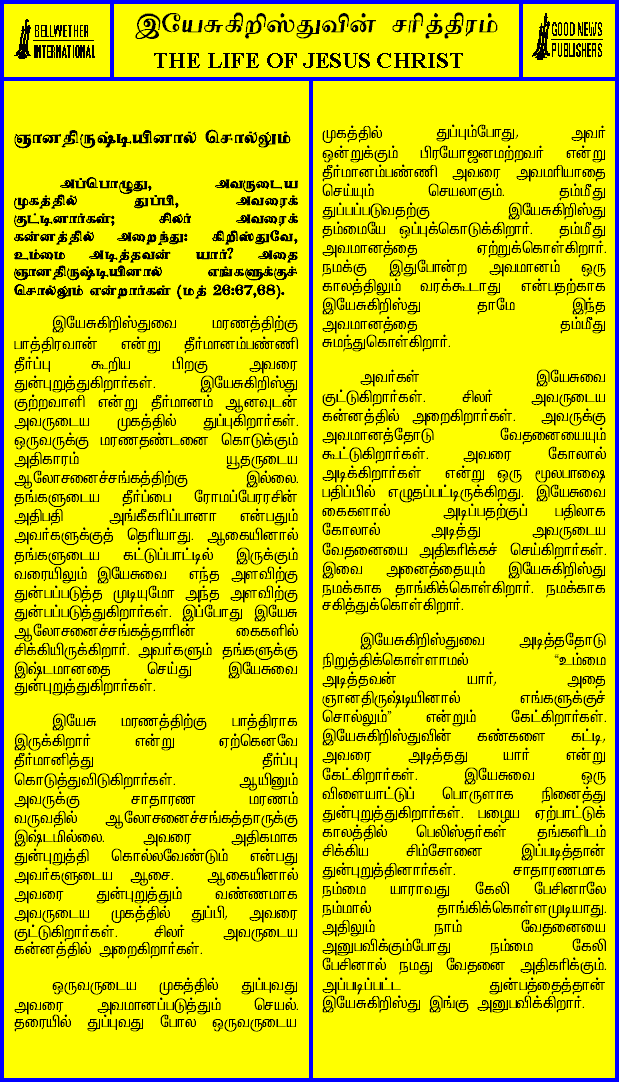 BELLWETHER
INTERNATIONAL
இயேசுகிறிஸ்துவின் சரித்திரம்
THE LIFE OF JESUS CHRIST
GOOD NEWS
PUBLISHERS
ஞானதிருஷ்டியினால் சொல்லும்
அப்பொழுது, அவருடைய
முகத்தில் துப்பி, அவரைக்
குட்டினார்கள்; சிலர் அவரைக்
கன்னத்தில் அறைந்து: கிறிஸ்துவே,
உம்மை அடித்தவன் யார்? அதை
ஞானதிருஷ்டியினால் எங்களுக்குச்
சொல்லும் என்றார்கள் (மத் 26:67,68).
இயேசுகிறிஸ்துவை மரணத்திற்கு
பாத்திரவான் என்று தீர்மானம்பண்ணி
தீர்ப்பு கூறிய பிறகு அவரை
துன்புறுத்துகிறார்கள். இயேசுகிறிஸ்து
குற்றவாளி என்று தீர்மானம் ஆனவுடன்
அவருடைய முகத்தில் துப்புகிறார்கள்.
ஒருவருக்கு மரணதண்டனை கொடுக்கும்
அதிகாரம் யூதருடைய
ஆலோசனைச்சங்கத்திற்கு இல்லை.
தங்களுடைய தீர்ப்பை ரோமப்பேரரசின்
அதிபதி அங்கீகரிப்பானா என்பதும்
அவர்களுக்குத் தெரியாது. ஆகையினால்
தங்களுடைய கட்டுப்பாட்டில் இருக்கும்
வரையிலும் இயேசுவை எந்த அளவிற்கு
துன்பப்படுத்த முடியுமோ அந்த அளவிற்கு
துன்பப்படுத்துகிறார்கள். இப்போது இயேசு
ஆலோசனைச்சங்கத்தாரின் கைகளில்
சிக்கியிருக்கிறார். அவர்களும் தங்களுக்கு
இஷ்டமானதை செய்து இயேசுவை
துன்புறுத்துகிறார்கள்.
இயேசு மரணத்திற்கு பாத்திராக
இருக்கிறார் என்று ஏற்கெனவே
தீர்மானித்து தீர்ப்பு
கொடுத்துவிடுகிறார்கள். ஆயினும்
அவருக்கு சாதாரண மரணம்
வருவதில் ஆலோசனைச்சங்கத்தாருக்கு
இஷ்டமில்லை. அவரை அதிகமாக
துன்புறுத்தி கொல்லவேண்டும் என்பது
அவர்களுடைய ஆசை. ஆகையினால்
அவரை துன்புறுத்தும் வண்ணமாக
அவருடைய முகத்தில் துப்பி, அவரை
குட்டுகிறார்கள். சிலர் அவருடைய
கன்னத்தில் அறைகிறார்கள்.
ஒருவருடைய முகத்தில் துப்புவது
அவரை அவமானப்படுத்தும் செயல்.
தரையில் துப்புவது போல ஒருவருடைய
முகத்தில் துப்பும்போது, அவர்
ஒன்றுக்கும் பிரயோஜனமற்றவர் என்று
தீர்மானம்பண்ணி அவரை அவமரியாதை
செய்யும் செயலாகும். தம்மீது
துப்பப்படுவதற்கு இயேசுகிறிஸ்து
தம்மையே ஒப்புக்கொடுக்கிறார். தம்மீது
அவமானத்தை ஏற்றுக்கொள்கிறார்.
நமக்கு இதுபோன்ற அவமானம் ஒரு
காலத்திலும் வரக்கூடாது என்பதற்காக
இயேசுகிறிஸ்து தாமே இந்த
அவமானத்தை தம்மீது
சுமந்துகொள்கிறார்.
அவர்கள் இயேசுவை
குட்டுகிறார்கள். சிலர் அவருடைய
கன்னத்தில் அறைகிறார்கள். அவருக்கு
அவமானத்தோடு வேதனையையும்
கூட்டுகிறார்கள். அவரை கோலால்
அடிக்கிறார்கள் என்று ஒரு மூலபாஷை
பதிப்பில் எழுதப்பட்டிருக்கிறது. இயேசுவை
கைகளால் அடிப்பதற்குப் பதிலாக
கோலால் அடித்து அவருடைய
வேதனையை அதிகரிக்கச் செய்கிறார்கள்.
இவை அனைத்தையும் இயேசுகிறிஸ்து
நமக்காக தாங்கிக்கொள்கிறார். நமக்காக
சகித்துக்கொள்கிறார்.
இயேசுகிறிஸ்துவை அடித்ததோடு
நிறுத்திக்கொள்ளாமல் “உம்மை
அடித்தவன் யார், அதை
ஞானதிருஷ்டியினால் எங்களுக்குச்
சொல்லும்” என்றும் கேட்கிறார்கள்.
இயேசுகிறிஸ்துவின் கண்களை கட்டி,
அவரை அடித்தது யார் என்று
கேட்கிறார்கள். இயேசுவை ஒரு
விளையாட்டுப் பொருளாக நினைத்து
துன்புறுத்துகிறார்கள். பழைய ஏற்பாட்டுக்
காலத்தில் பெலிஸ்தர்கள் தங்களிடம்
சிக்கிய சிம்சோனை இப்படித்தான்
துன்புறுத்தினார்கள். சாதாரணமாக
நம்மை யாராவது கேலி பேசினாலே
நம்மால் தாங்கிக்கொள்ளமுடியாது.
அதிலும் நாம் வேதனையை
அனுபவிக்கும்போது நம்மை கேலி
பேசினால் நமது வேதனை அதிகரிக்கும்.
அப்படிப்பட்ட துன்பத்தைத்தான்
இயேசுகிறிஸ்து இங்கு அனுபவிக்கிறார்.